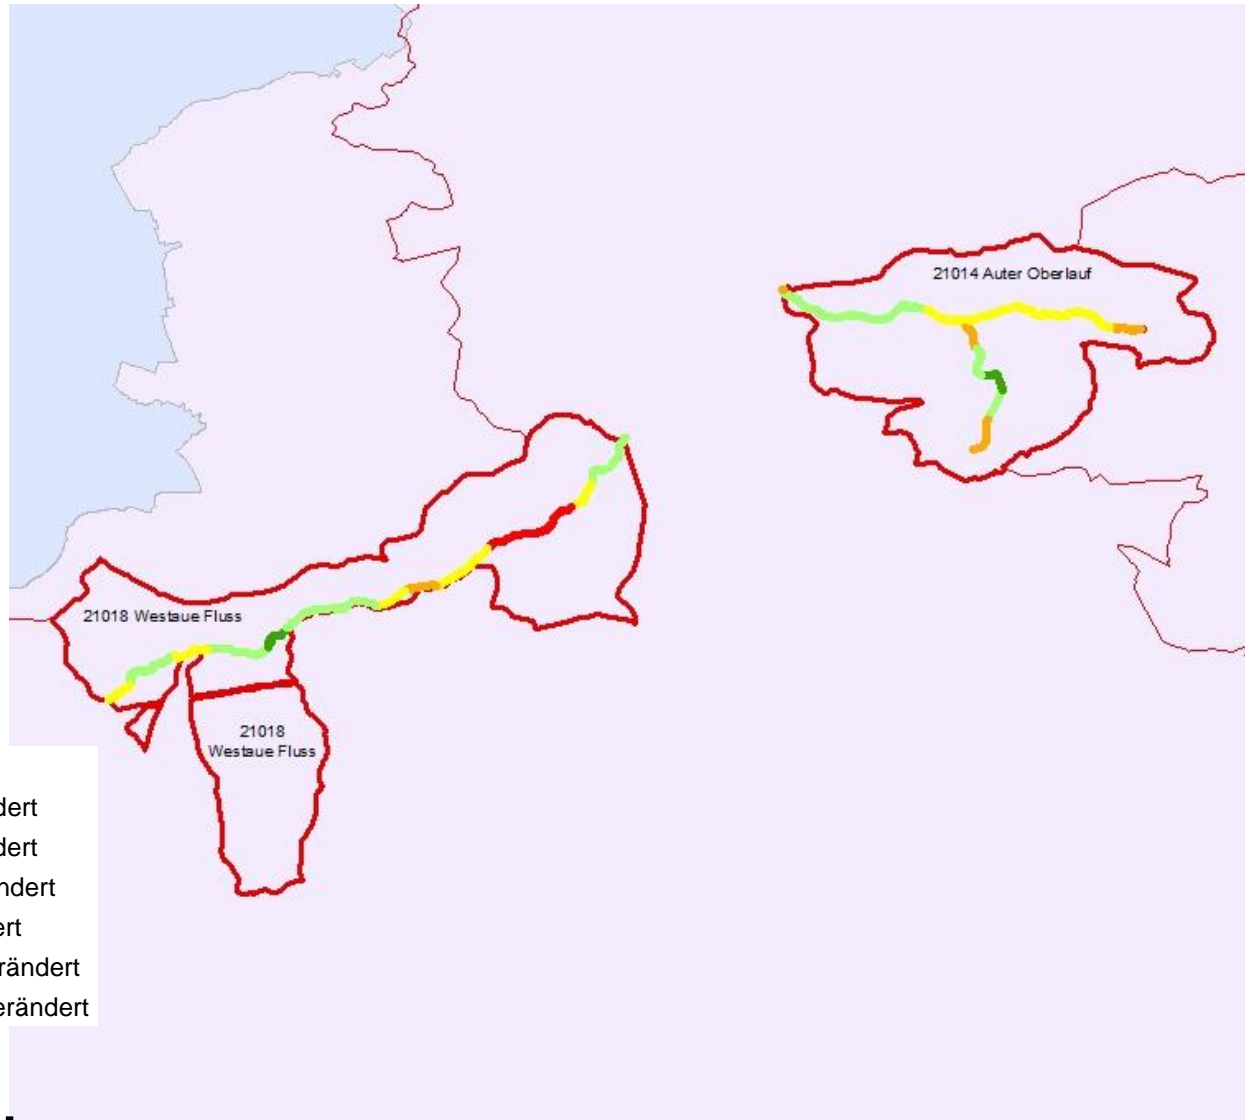 21014 Auter Oberlauf
21018 Westaue Fluss
21018
Westaue Fluss
dert
dert
ndert
ert
rändert
erändert